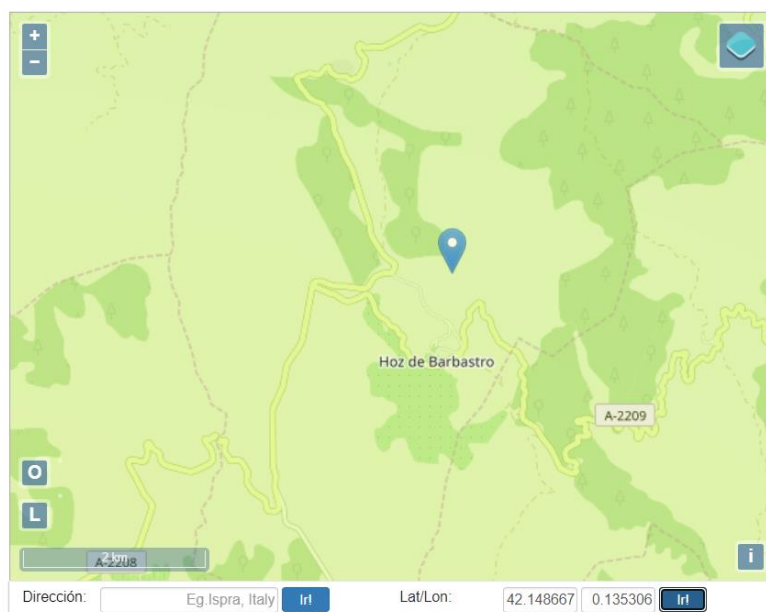 +
−
Hoz de Barbastro
A-2209
O
L
2 km
A-2208
i
Dirección: Eg.Ispra, Italy Ir! Lat/Lon: 42.148667 0.135306 Ir!